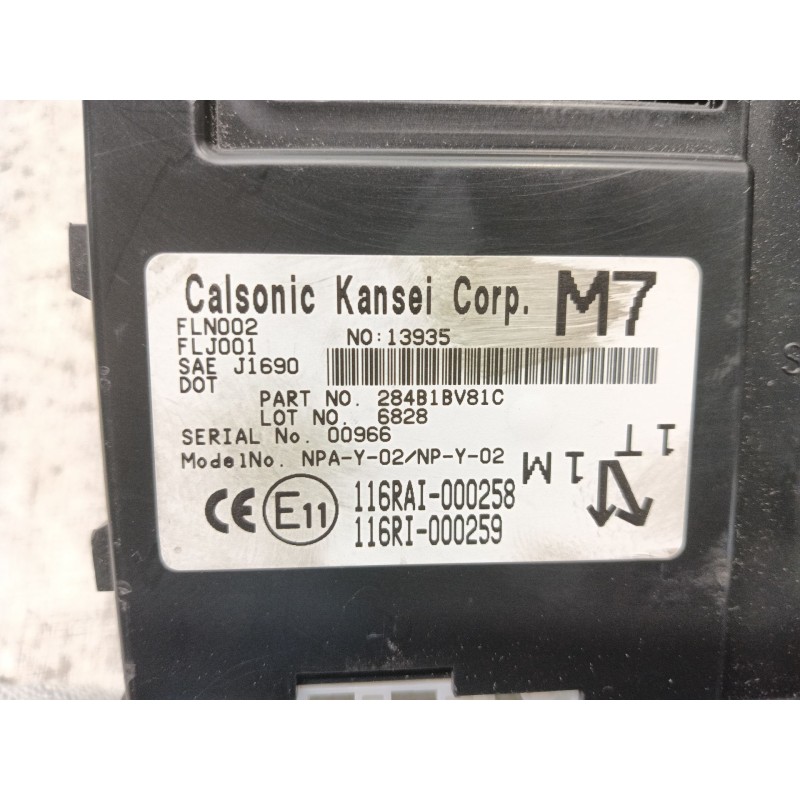 Calsonic Kansei Corp. M7
FLN002
FLJ001 NO:13935
SAE J1690
DOT
PART NO. 284B1BV81C
LOT NO. 6828
SERIAL No. 00966
ModelNo. NPA-Y-02/NP-Y-02
1M 1T
CE E11 116RAI-000258
116RI-000259
S